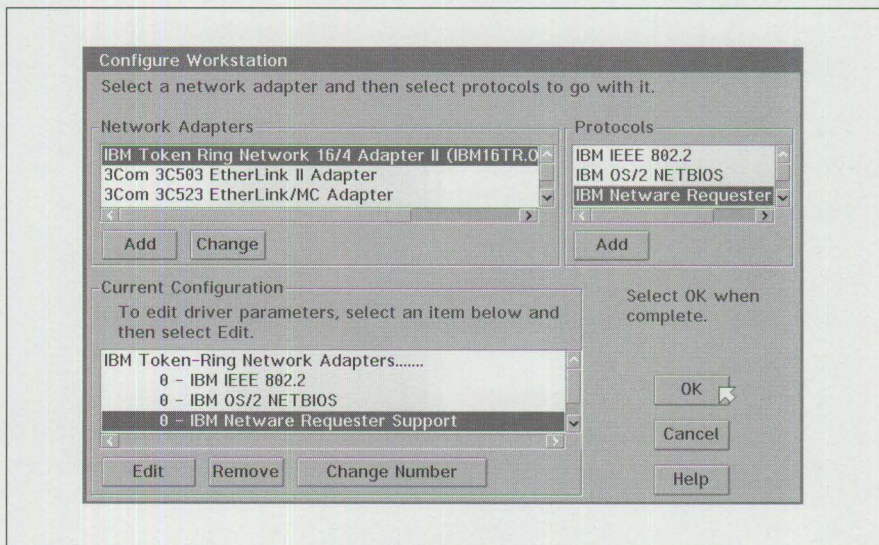 Configure Workstation
Select a network adapter and then select protocols to go with it.
Network Adapters
IBM Token Ring Network 16/4 Adapter II (IBM16TR.O
3Com 3C503 EtherLink II Adapter
3Com 3C523 EtherLink/MC Adapter
Add
Change
Protocols
IBM IEEE 802.2
IBM OS/2 NETBIOS
IBM Netware Requester
Add
Current Configuration
To edit driver parameters, select an item below and
then select Edit.
IBM Token-Ring Network Adapters.......
0 - IBM IEEE 802.2
0 - IBM OS/2 NETBIOS
0 - IBM Netware Requester Support
Edit
Remove
Change Number
Select OK when
complete.
OK
Cancel
Help